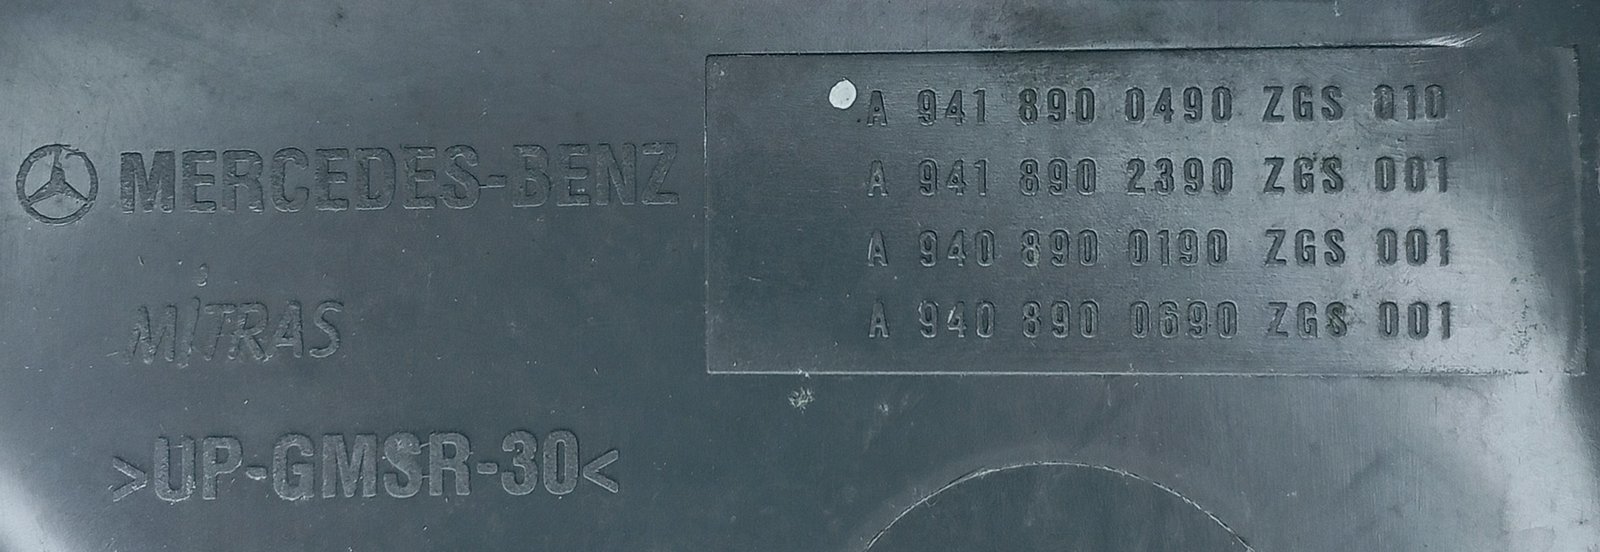 MERCEDES-BENZ
MITRAS
>UP-GMSR-30<
A 941 890 0490 ZGS 010
A 941 890 2390 ZGS 001
A 940 890 0190 ZGS 001
A 940 890 0690 ZGS 001